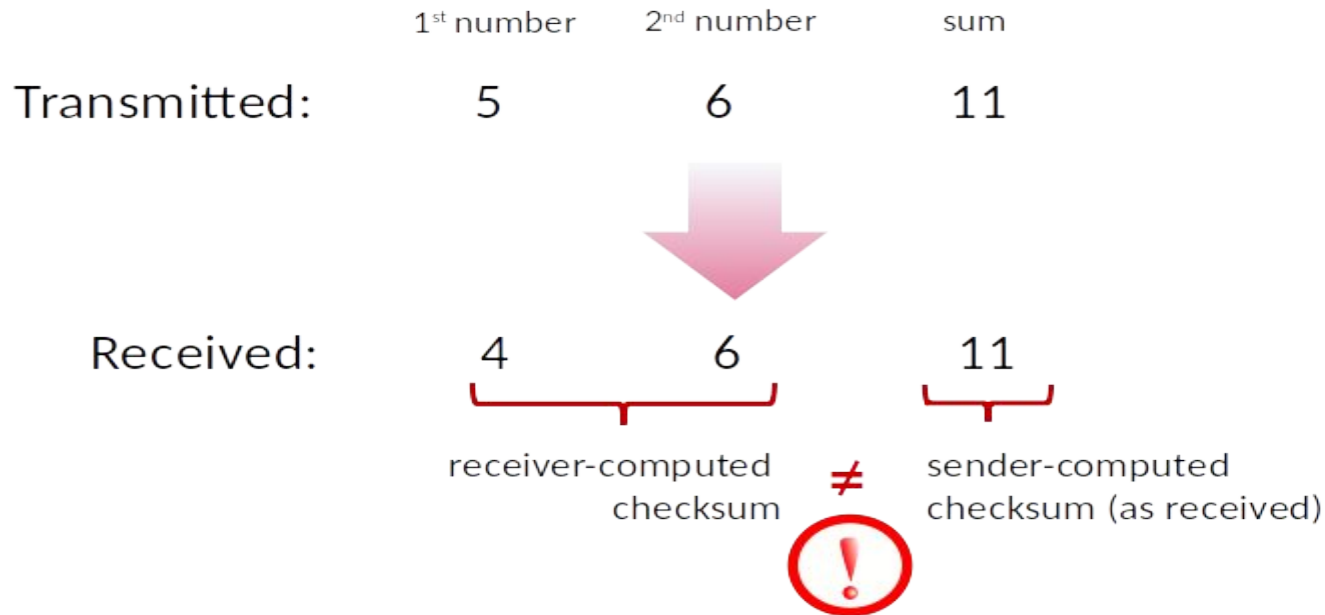 1st number 2nd number sum
Transmitted: 5 6 11
Received: 4 6 11
receiver-computed checksum
≠
sender-computed checksum (as received)
!